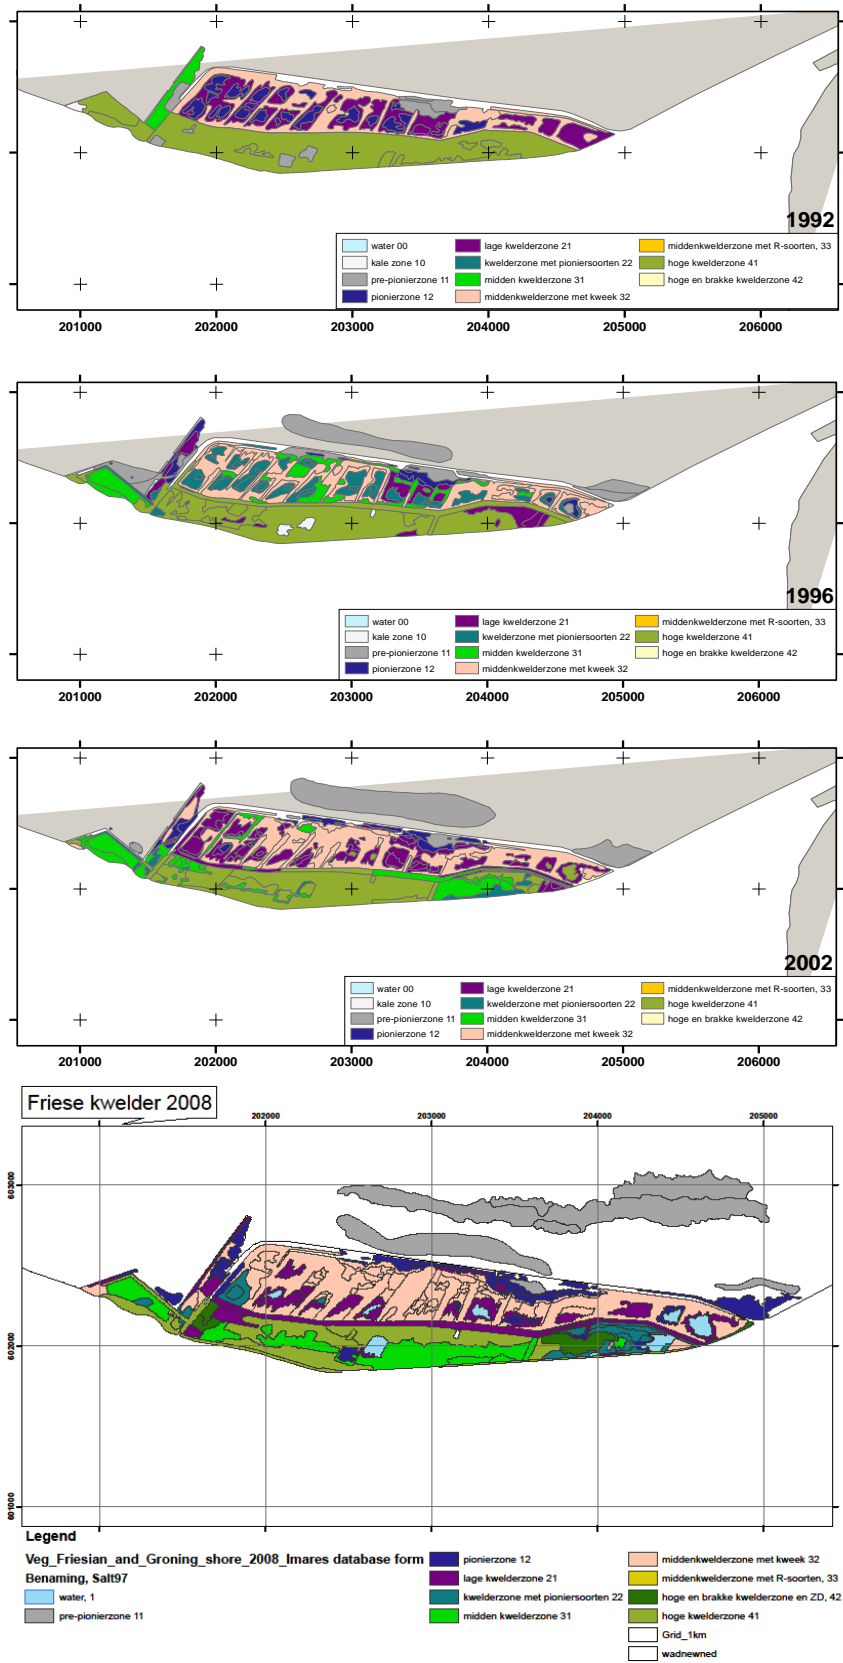 1992
water 00
kale zone 10
pre-pionierzone 11
pionierzone 12
lage kwelderzone 21
kwelderzone met pioniersoorten 22
midden kwelderzone 31
middenkwelderzone met kweek 32
middenkwelderzone met R-soorten, 33
hoge kwelderzone 41
hoge en brakke kwelderzone 42
201000 202000 203000 204000 205000 206000
1996
water 00
kale zone 10
pre-pionierzone 11
pionierzone 12
lage kwelderzone 21
kwelderzone met pioniersoorten 22
midden kwelderzone 31
middenkwelderzone met kweek 32
middenkwelderzone met R-soorten, 33
hoge kwelderzone 41
hoge en brakke kwelderzone 42
201000 202000 203000 204000 205000 206000
2002
water 00
kale zone 10
pre-pionierzone 11
pionierzone 12
lage kwelderzone 21
kwelderzone met pioniersoorten 22
midden kwelderzone 31
middenkwelderzone met kweek 32
middenkwelderzone met R-soorten, 33
hoge kwelderzone 41
hoge en brakke kwelderzone 42
201000 202000 203000 204000 205000 206000
Friese kwelder 2008
202000 203000 204000 205000
603000
602000
601000
Legend
Veg_Friesian_and_Groning_shore_2008_Imares database form
Benaming, Salt97
water, 1
pre-pionierzone 11
pionierzone 12
lage kwelderzone 21
kwelderzone met pioniersoorten 22
midden kwelderzone 31
middenkwelderzone met kweek 32
middenkwelderzone met R-soorten, 33
hoge en brakke kwelderzone en ZD, 42
hoge kwelderzone 41
Grid_1km
wadnewned